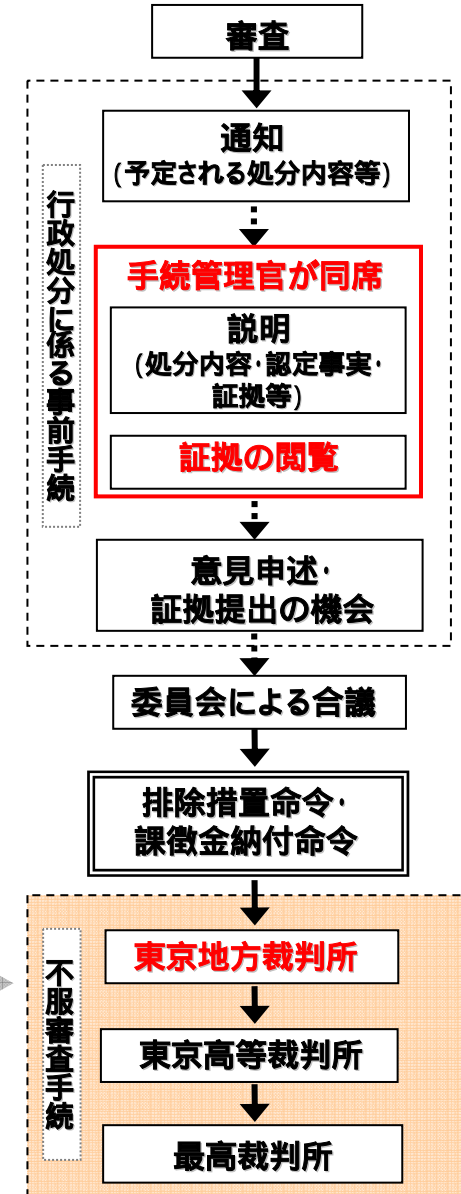 審査
行政処分に係る事前手続
通知
(予定される処分内容等)
手続管理官が同席
説明
(処分内容・認定事実・
証拠等)
証拠の閲覧
意見申述・
証拠提出の機会
委員会による合議
排除措置命令・
課徴金納付命令
不服審査手続
東京地方裁判所
東京高等裁判所
最高裁判所